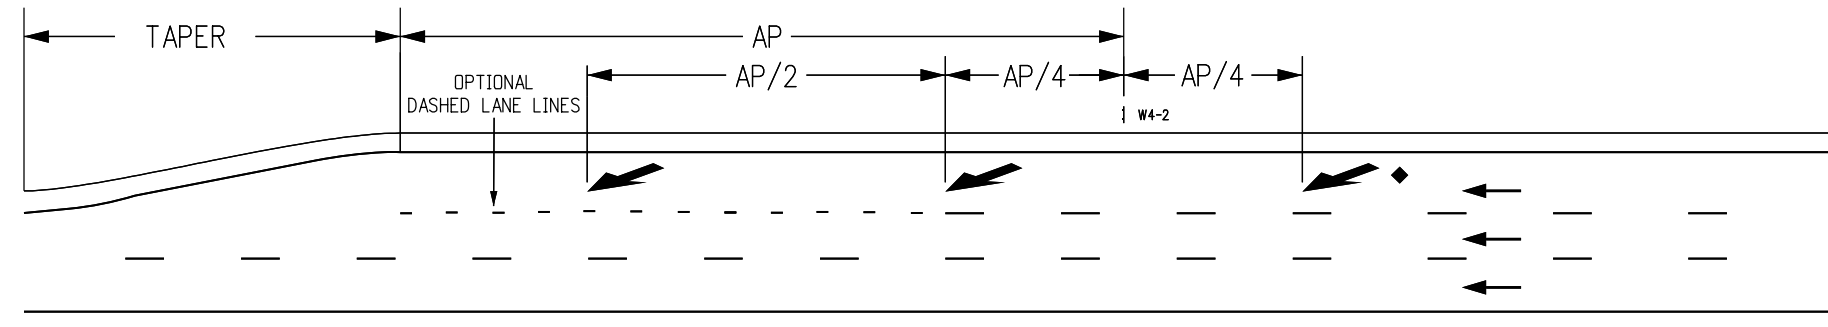 TAPER
AP
AP/2
AP/4
AP/4
OPTIONAL
DASHED LANE LINES
W4-2